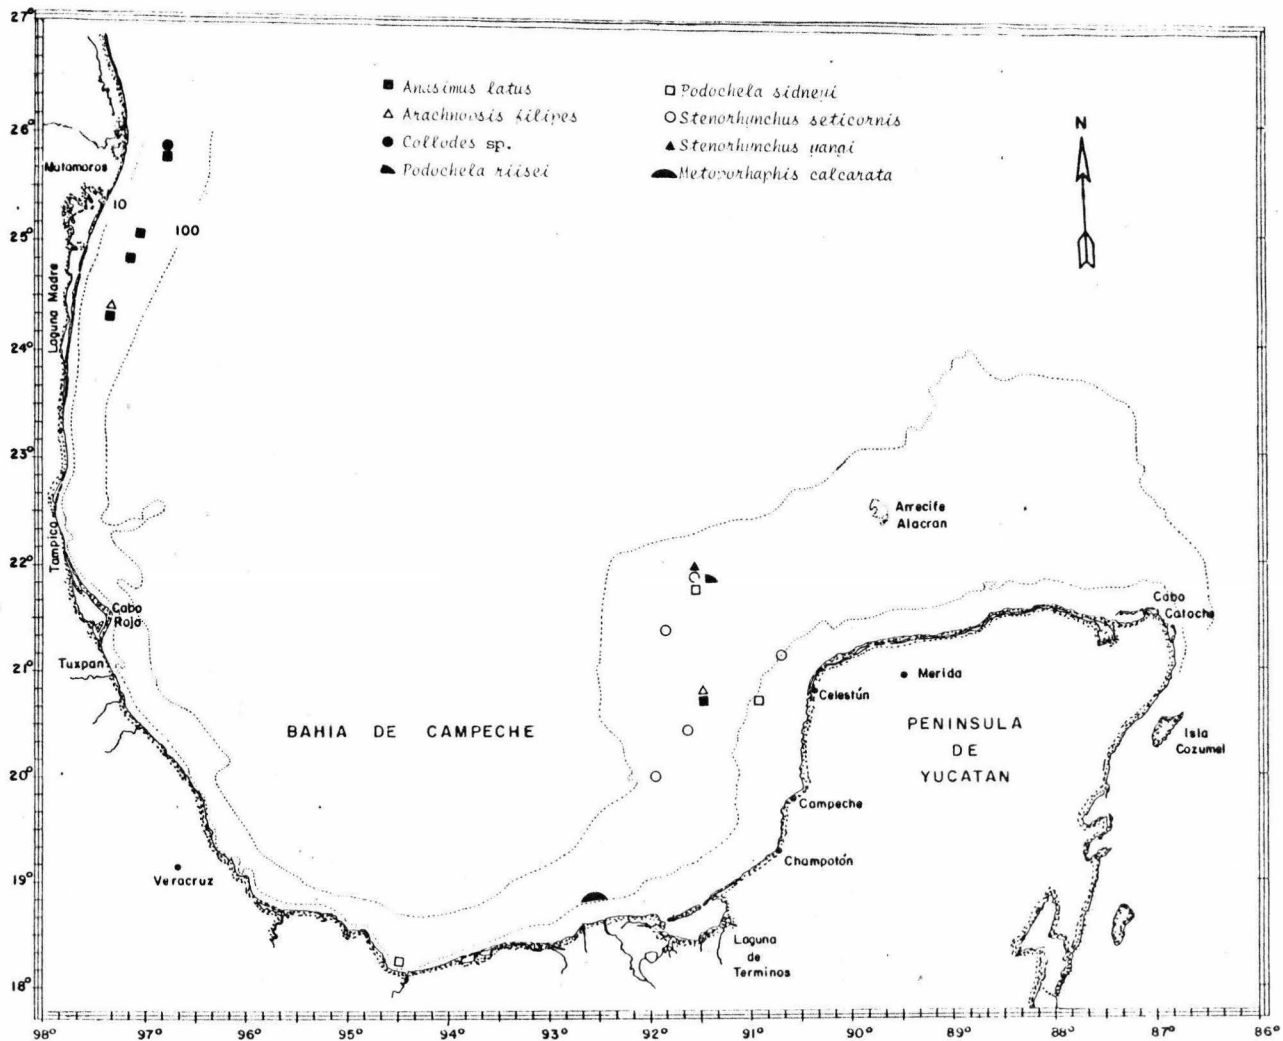 27°
26°
25°
24°
23°
22°
21°
20°
19°
18°
Anasimus latus
Arachnopsis filipes
Collodes sp.
Podochela riisei
Podochela sidneyi
Stenorhynchus seticornis
Stenorhynchus yangi
Metoporhaphis calcarata
N
Matamoros
10
100
Laguna Madre
Tampico
Cabo
Rojo
Tuxpan
Veracruz
BAHIA DE CAMPECHE
Arrecife
Alacran
Cabo
Catoche
Merida
Celestún
PENINSULA
DE
YUCATAN
Isla
Cozumel
Campeche
Champotón
Laguna
de
Terminos
98° 97° 96° 95° 94° 93° 92° 91° 90° 89° 88° 87° 86°